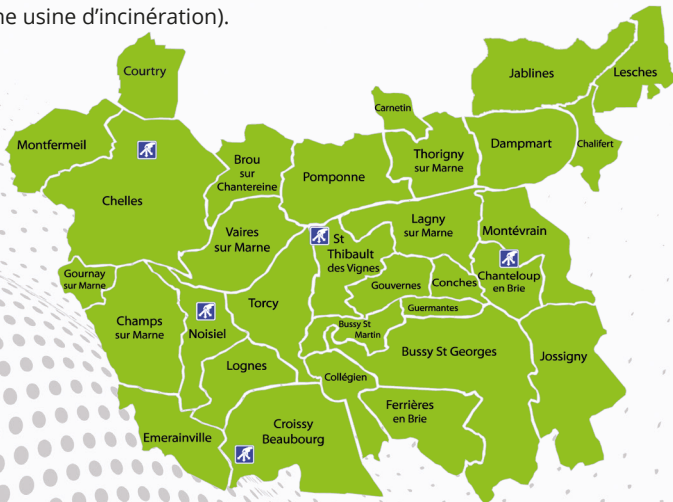 ne usine d’incinération).
Courtry
Jablines
Lesches
Carnetin
Montfermeil
Brou
sur
Chantereine
Pomponne
Thorigny
sur Marne
Dampmart
Chalifert
Chelles
Vaires
sur Marne
St
Thibault
des Vignes
Lagny
sur Marne
Montévrain
Gournay
sur Marne
Torcy
Gouvernes
Conches
Chanteloup
en Brie
Champs
sur Marne
Noisiel
Guermantes
Bussy St
Martin
Bussy St Georges
Jossigny
Lognes
Collégien
Ferrières
en Brie
Emerainville
Croissy
Beaubourg